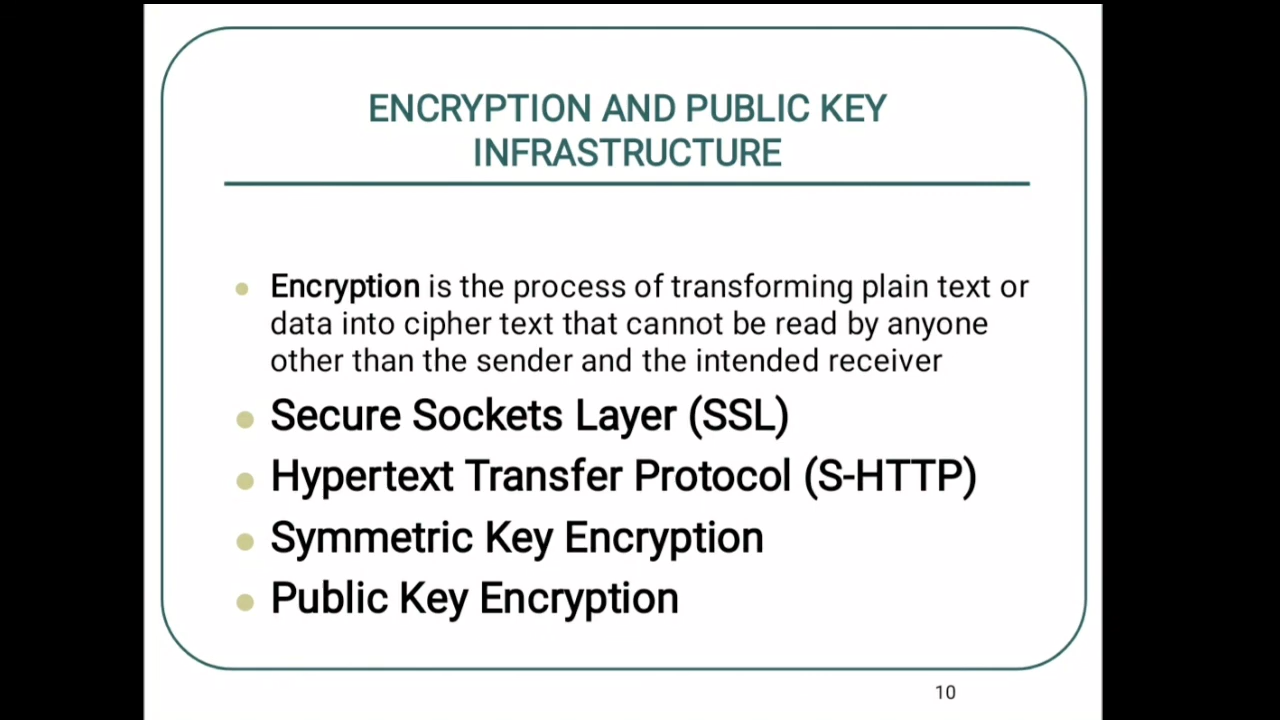 ENCRYPTION AND PUBLIC KEY
INFRASTRUCTURE
Encryption is the process of transforming plain text or
data into cipher text that cannot be read by anyone
other than the sender and the intended receiver
Secure Sockets Layer (SSL)
Hypertext Transfer Protocol (S-HTTP)
Symmetric Key Encryption
Public Key Encryption
10